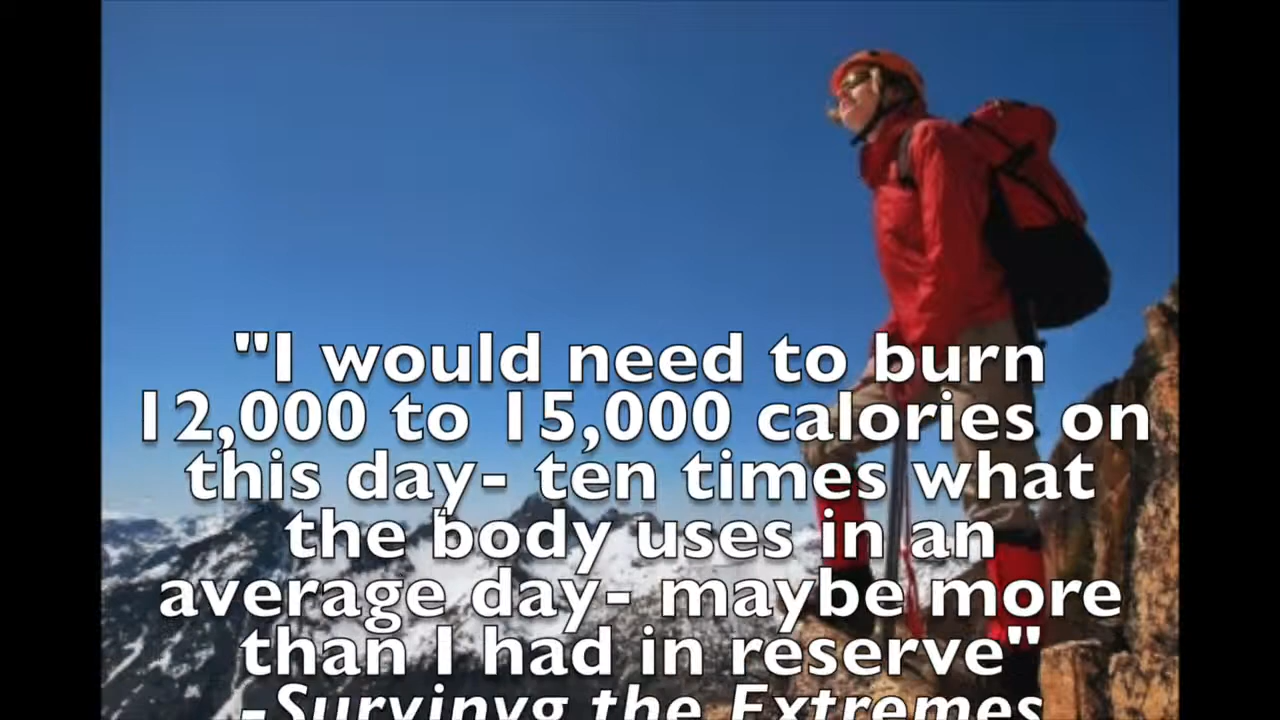 "I would need to burn
12,000 to 15,000 calories on
this day- ten times what
the body uses in an
average day- maybe more
than I had in reserve"
-Survinyg the Extremes